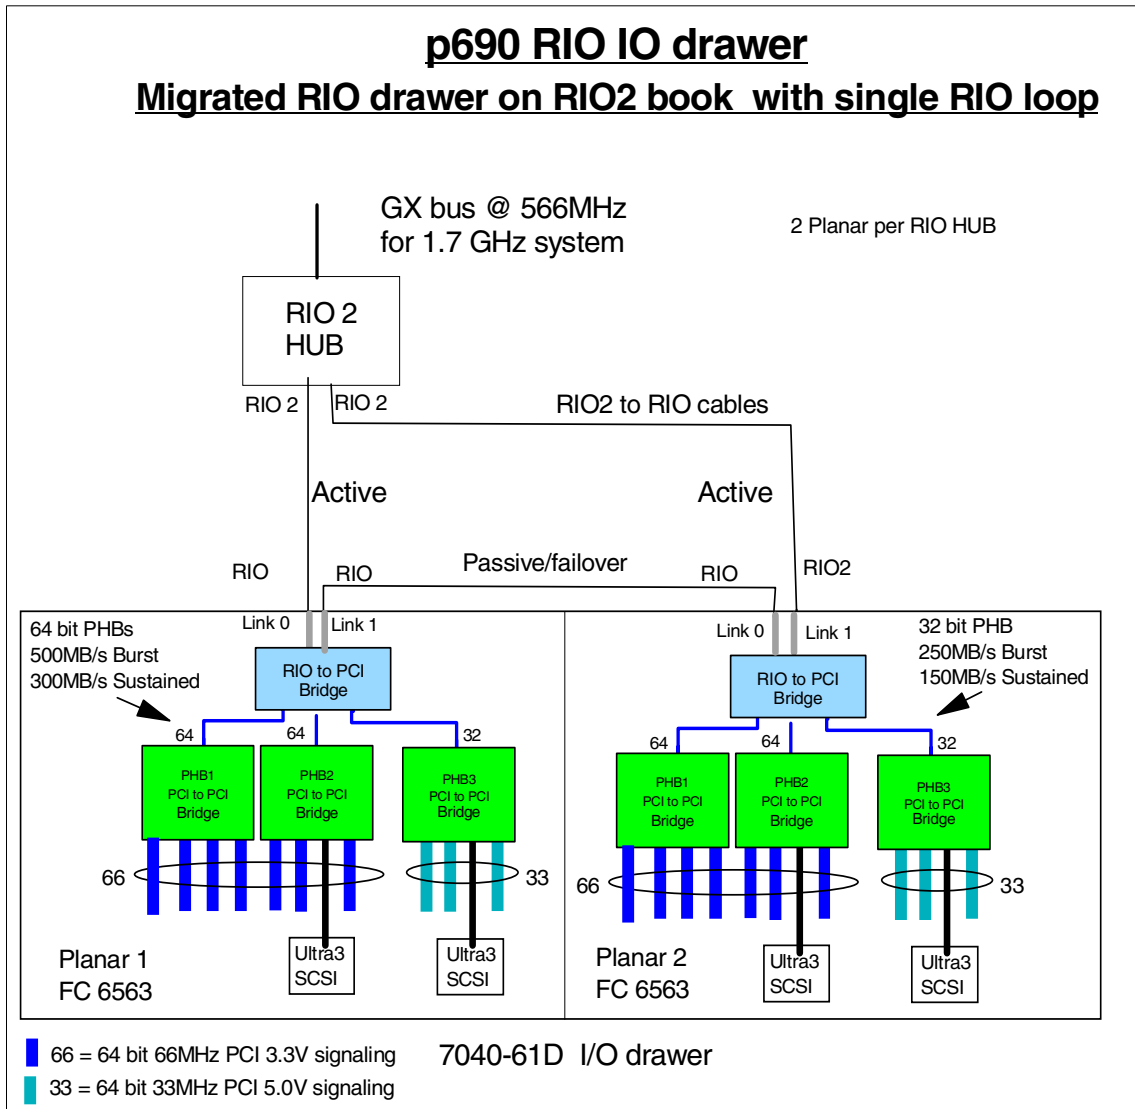 p690 RIO IO drawer
Migrated RIO drawer on RIO2 book with single RIO loop
GX bus @ 566MHz
for 1.7 GHz system
2 Planar per RIO HUB
RIO 2
HUB
RIO 2
RIO 2
RIO2 to RIO cables
Active
Active
RIO
RIO
Passive/failover
RIO
RIO2
64 bit PHBs
500MB/s Burst
300MB/s Sustained
Link 0
Link 1
RIO to PCI
Bridge
64
64
32
PHB1
PCI to PCI
Bridge
PHB2
PCI to PCI
Bridge
PHB3
PCI to PCI
Bridge
66
33
Ultra3
SCSI
Ultra3
SCSI
Planar 1
FC 6563
Link 0
Link 1
32 bit PHB
250MB/s Burst
150MB/s Sustained
RIO to PCI
Bridge
64
64
32
PHB1
PCI to PCI
Bridge
PHB2
PCI to PCI
Bridge
PHB3
PCI to PCI
Bridge
66
33
Ultra3
SCSI
Ultra3
SCSI
Planar 2
FC 6563
66 = 64 bit 66MHz PCI 3.3V signaling
33 = 64 bit 33MHz PCI 5.0V signaling
7040-61D I/O drawer